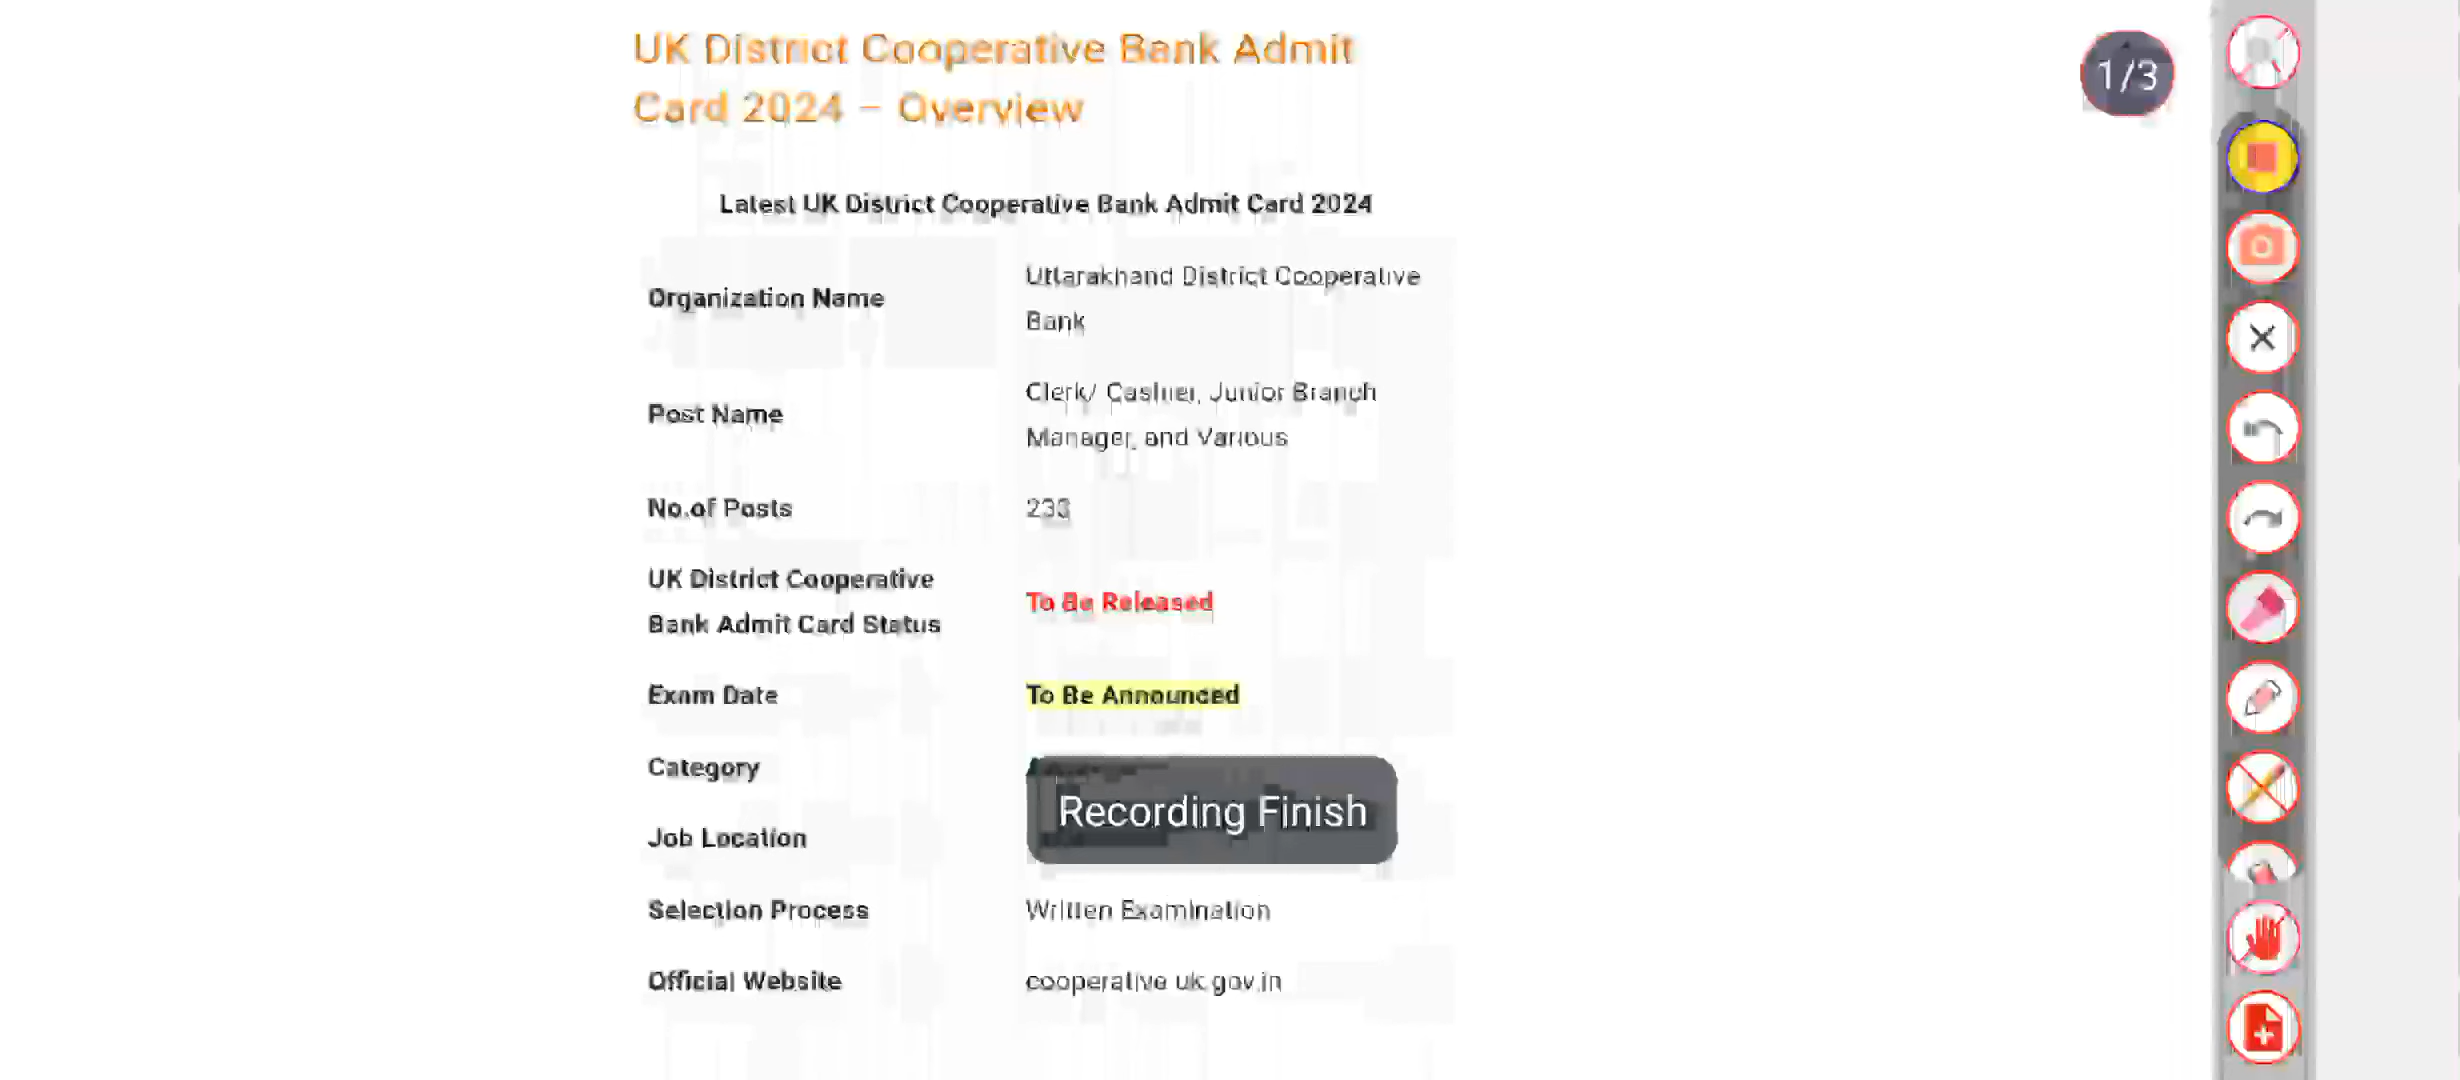 UK District Cooperative Bank Admit
Card 2024 – Overview
1/3
Latest UK District Cooperative Bank Admit Card 2024
Organization Name
Uttarakhand District Cooperative
Bank
Post Name
Clerk/ Cashier, Junior Branch
Manager, and Various
No.of Posts
233
UK District Cooperative
Bank Admit Card Status
To Be Released
Exam Date
To Be Announced
Category
Recording Finish
Job Location
Selection Process
Written Examination
Official Website
cooperative.uk.gov.in